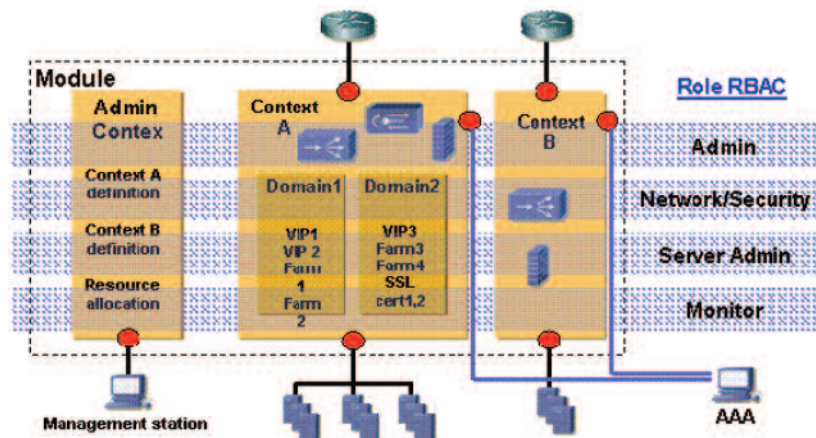 Module
Role RBAC
Admin
Contex
Context A
definition
Context B
definition
Resource
allocation
Context
A
Domain1
VIP1
VIP 2
Farm
1
Farm
2
Domain2
VIP3
Farm3
Farm4
SSL
cert1,2
Context
B
Admin
Network/Security
Server Admin
Monitor
Management station
AAA